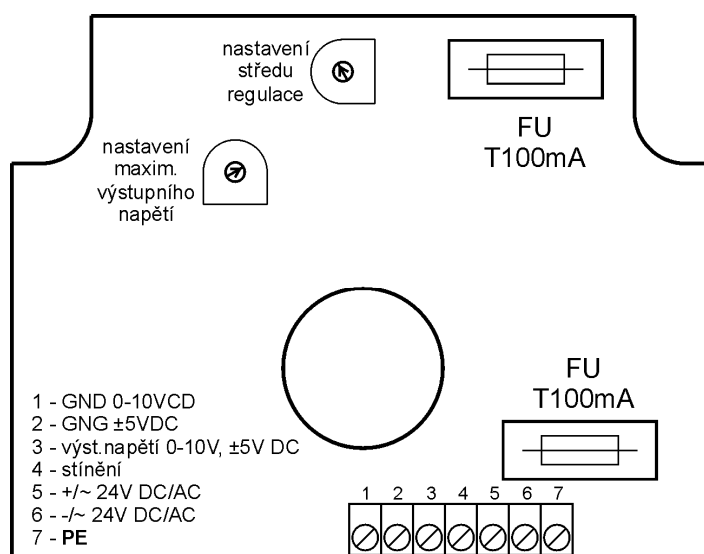 nastavení
středu
regulace
FU
T100mA
nastavení
maxim.
výstupního
napětí
FU
T100mA
1 - GND 0-10VCD
2 - GNG ±5VDC
3 - výst.napětí 0-10V, ±5V DC
4 - stínění
5 - +/~ 24V DC/AC
6 - -/~ 24V DC/AC
7 - PE
1 2 3 4 5 6 7